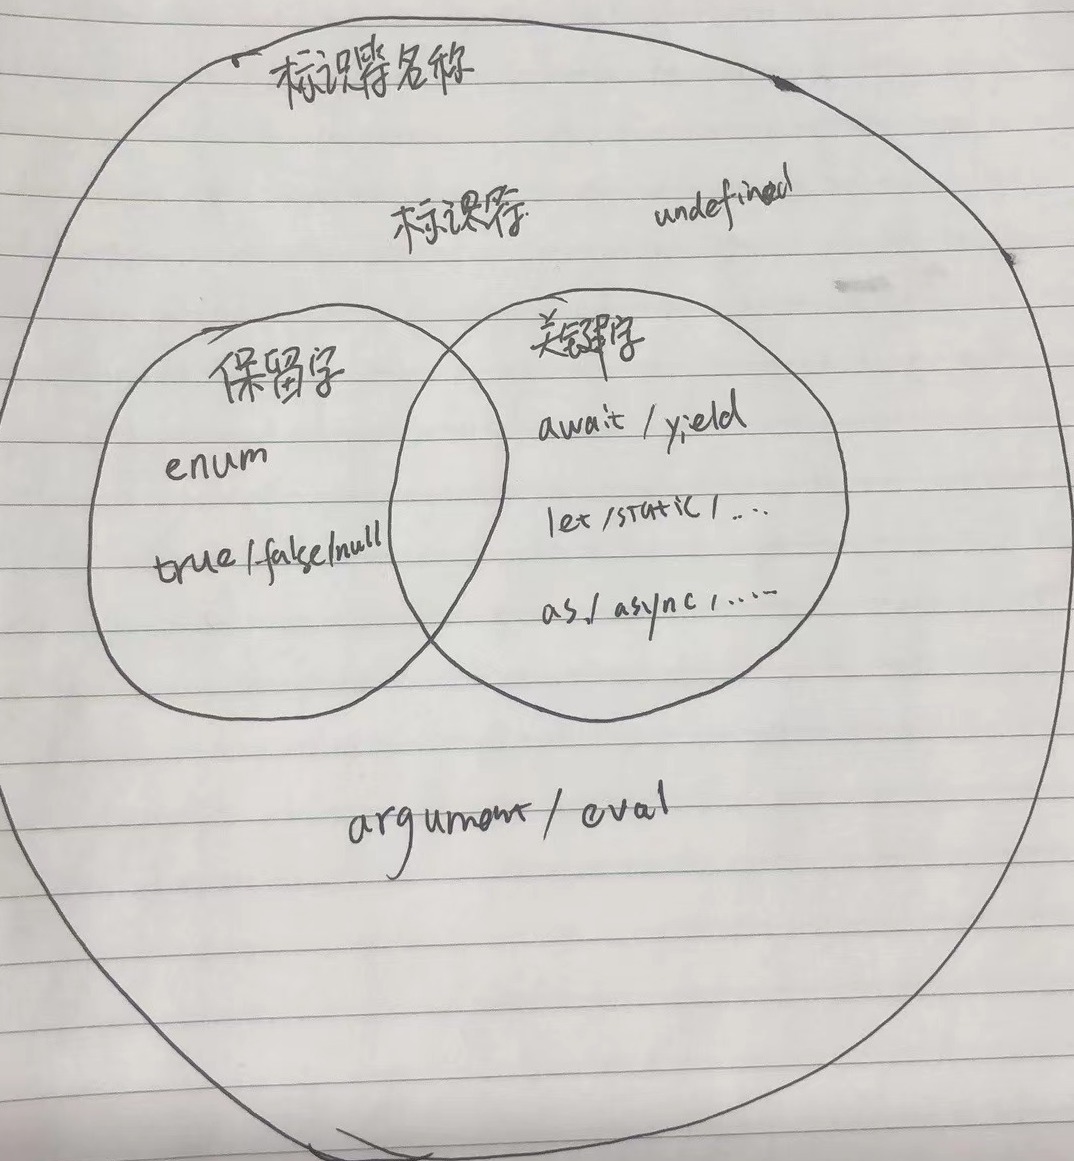 标识符名称
标识符 undefined
保留字
enum
true/false/null
关键字
await / yield
let /static / ....
as / async / .....
argument / eval